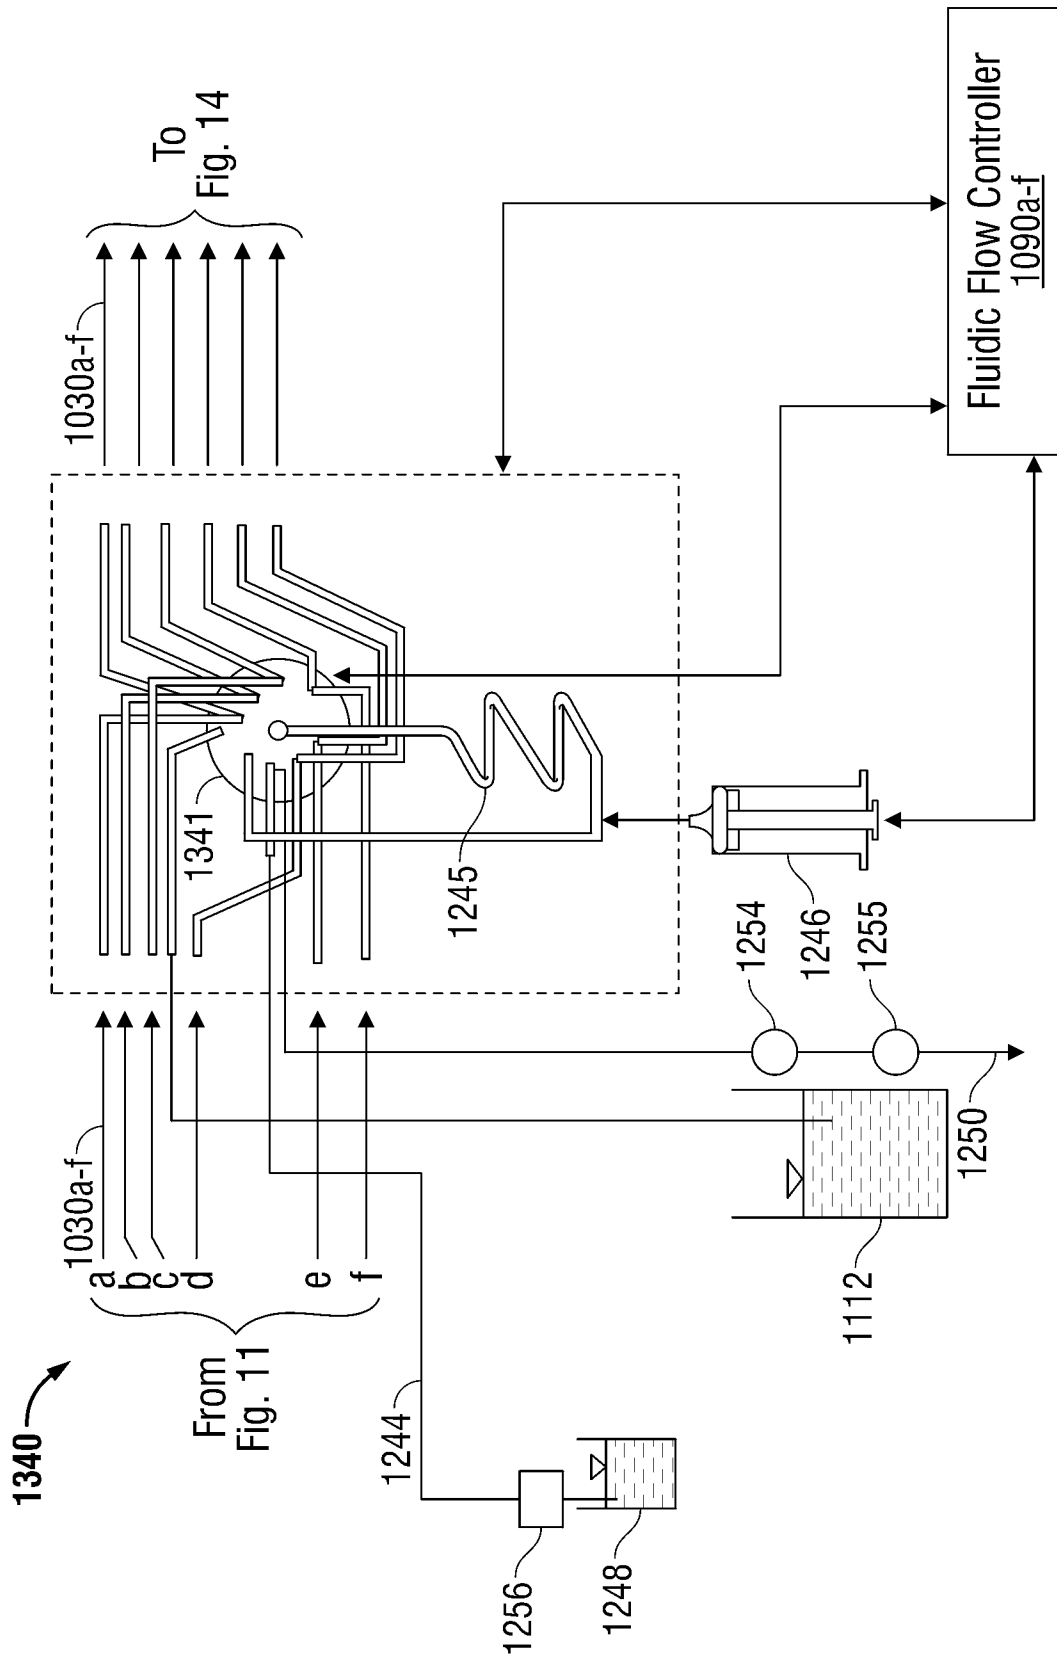 1340
From
Fig. 11
1030a-f
a
b
c
d
e
f
1030a-f
To
Fig. 14
1341
1244
1245
1256
1248
1254
1246
1255
1112
1250
Fluidic Flow Controller
1090a-f